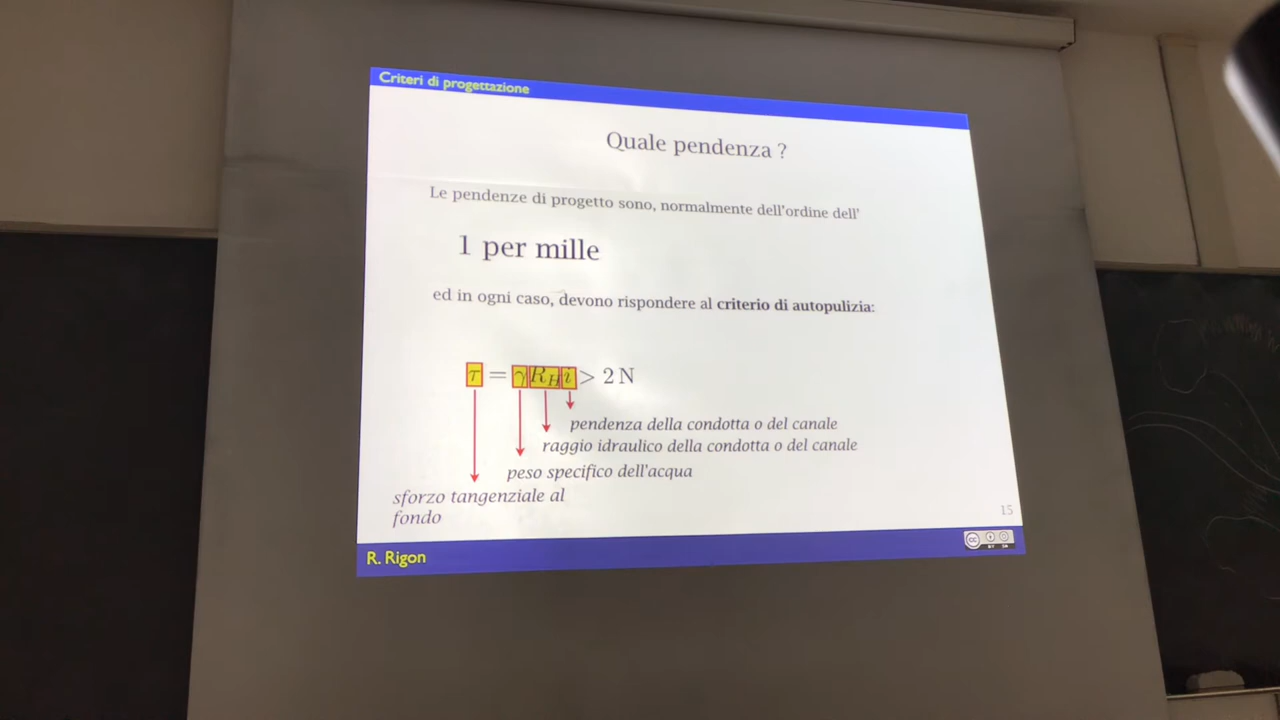 Criteri di progettazione
Quale pendenza ?
Le pendenze di progetto sono, normalmente dell'ordine dell'
1 per mille
ed in ogni caso, devono rispondere al criterio di autopulizia:
τ = γ R_H i > 2 N
pendenza della condotta o del canale
raggio idraulico della condotta o del canale
peso specifico dell'acqua
sforzo tangenziale al
fondo
15
R. Rigon
cc